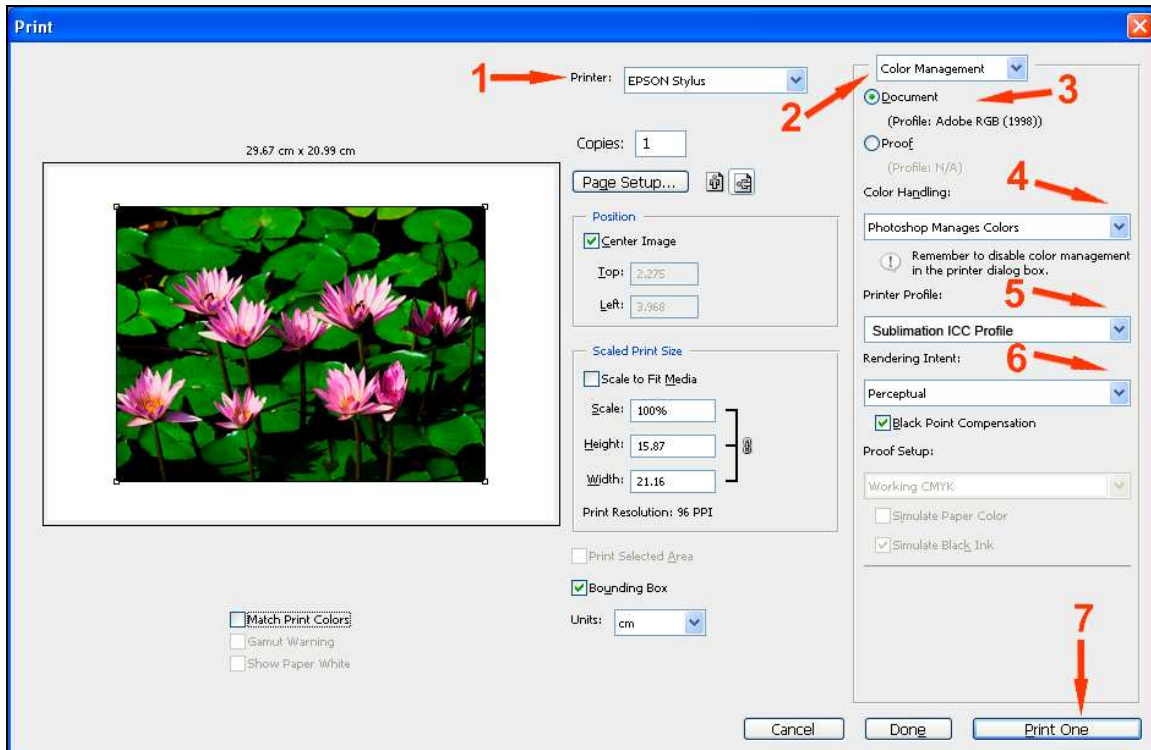 Print
1
Printer:
EPSON Stylus
Copies:
1
Page Setup...
29.67 cm x 20.99 cm
Position
Center Image
Top:
2.275
Left:
3.968
Scaled Print Size
Scale to Fit Media
Scale:
100%
Height:
15.87
Width:
21.16
Print Resolution: 96 PPI
Print Selected Area
Bounding Box
Units:
cm
Match Print Colors
Gamut Warning
Show Paper White
Color Management
2
Document
3
(Profile: Adobe RGB (1998))
Proof
(Profile: N/A)
4
Color Handling:
Photoshop Manages Colors
Remember to disable color management
in the printer dialog box.
5
Printer Profile:
Sublimation ICC Profile
6
Rendering Intent:
Perceptual
Black Point Compensation
Proof Setup:
Working CMYK
Simulate Paper Color
Simulate Black Ink
7
Cancel
Done
Print One